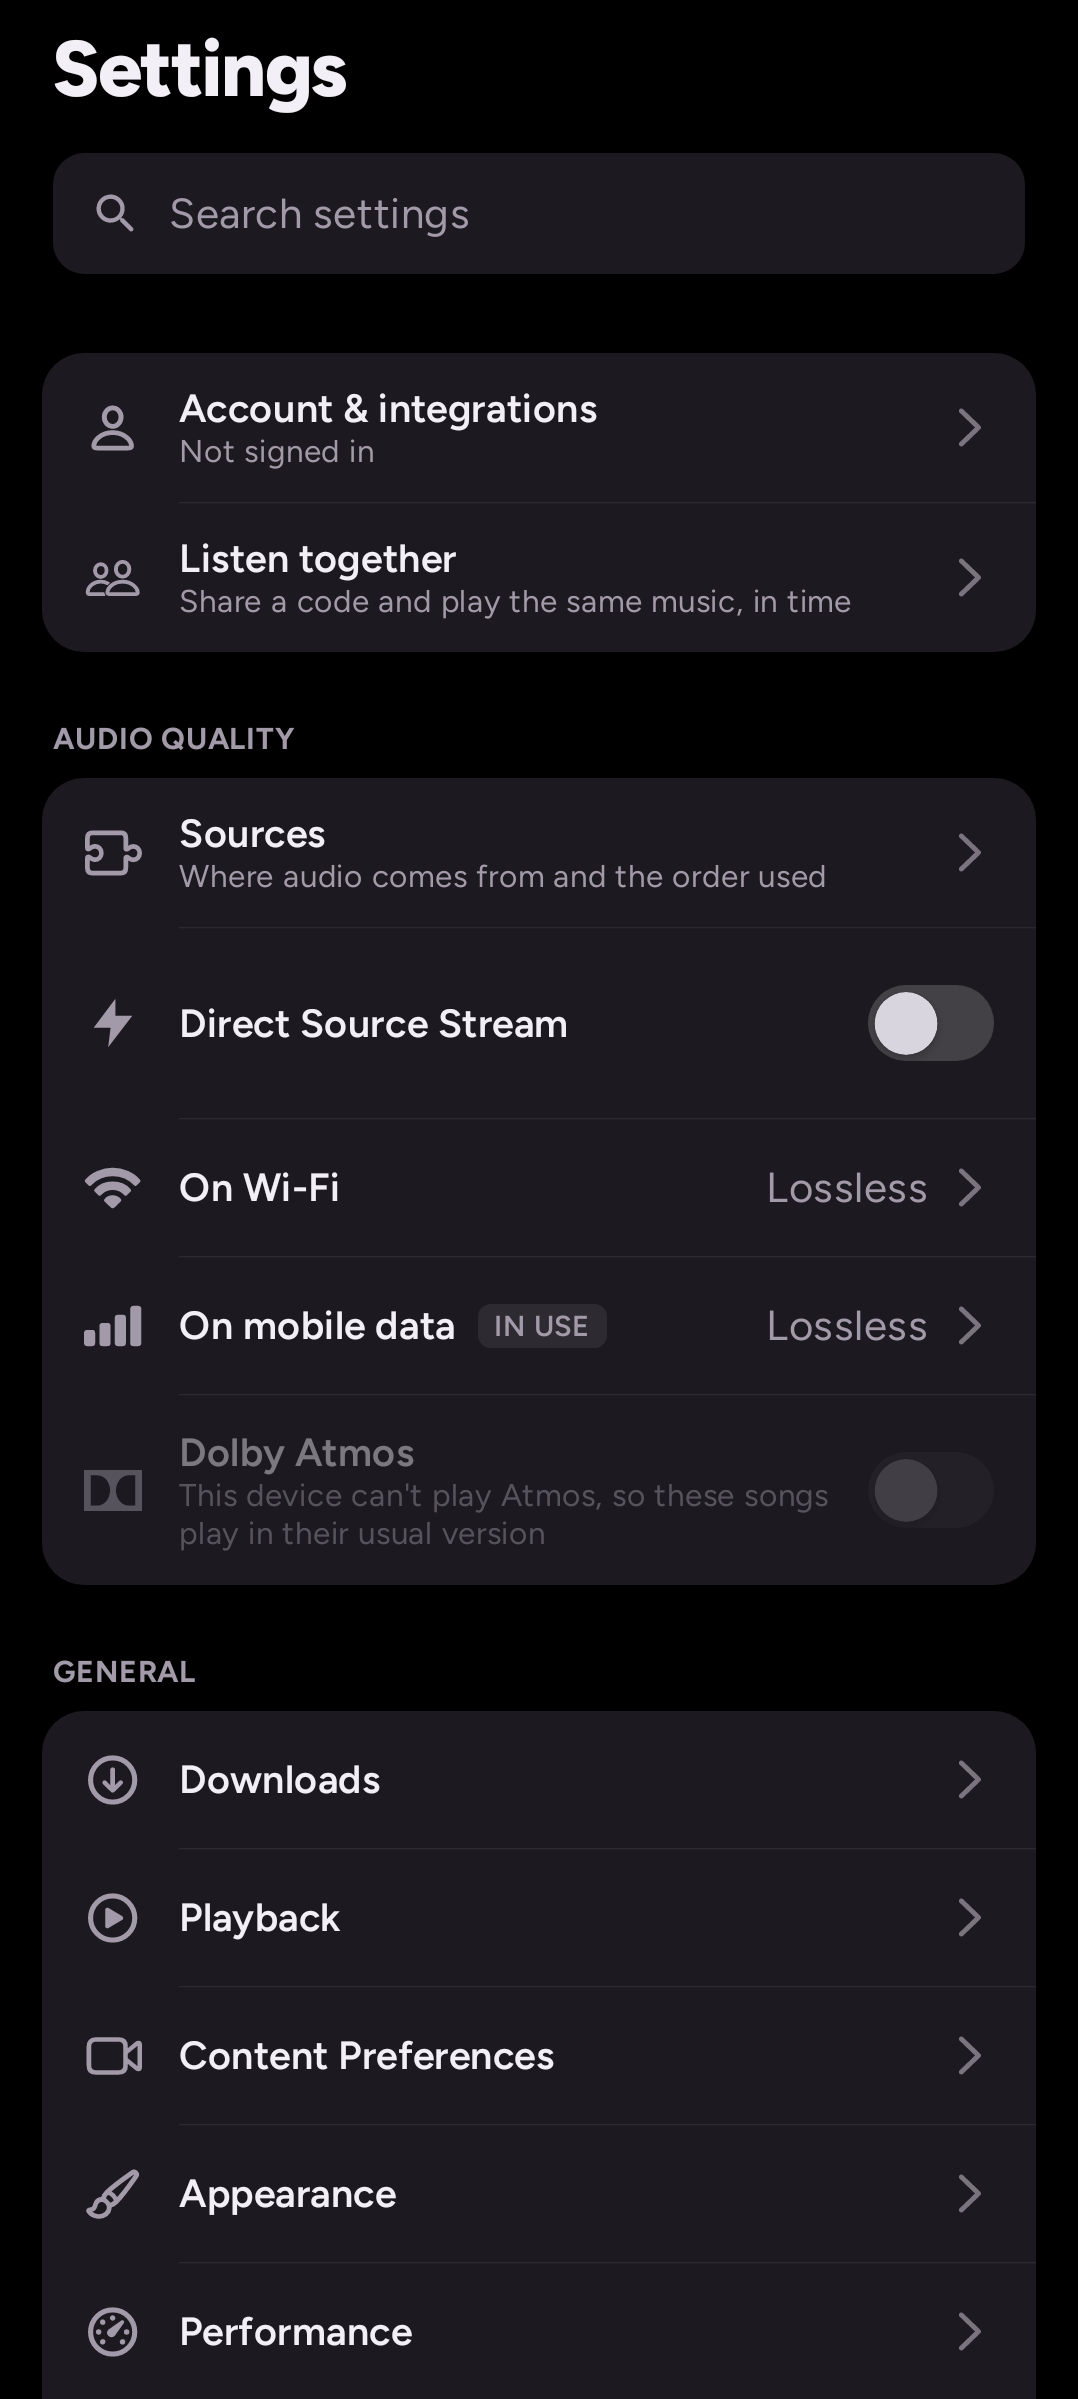 Settings
Search settings
Account & integrations
Not signed in
Listen together
Share a code and play the same music, in time
AUDIO QUALITY
Sources
Where audio comes from and the order used
Direct Source Stream
On Wi-Fi Lossless
On mobile data IN USE Lossless
Dolby Atmos
This device can't play Atmos, so these songs
play in their usual version
GENERAL
Downloads
Playback
Content Preferences
Appearance
Performance